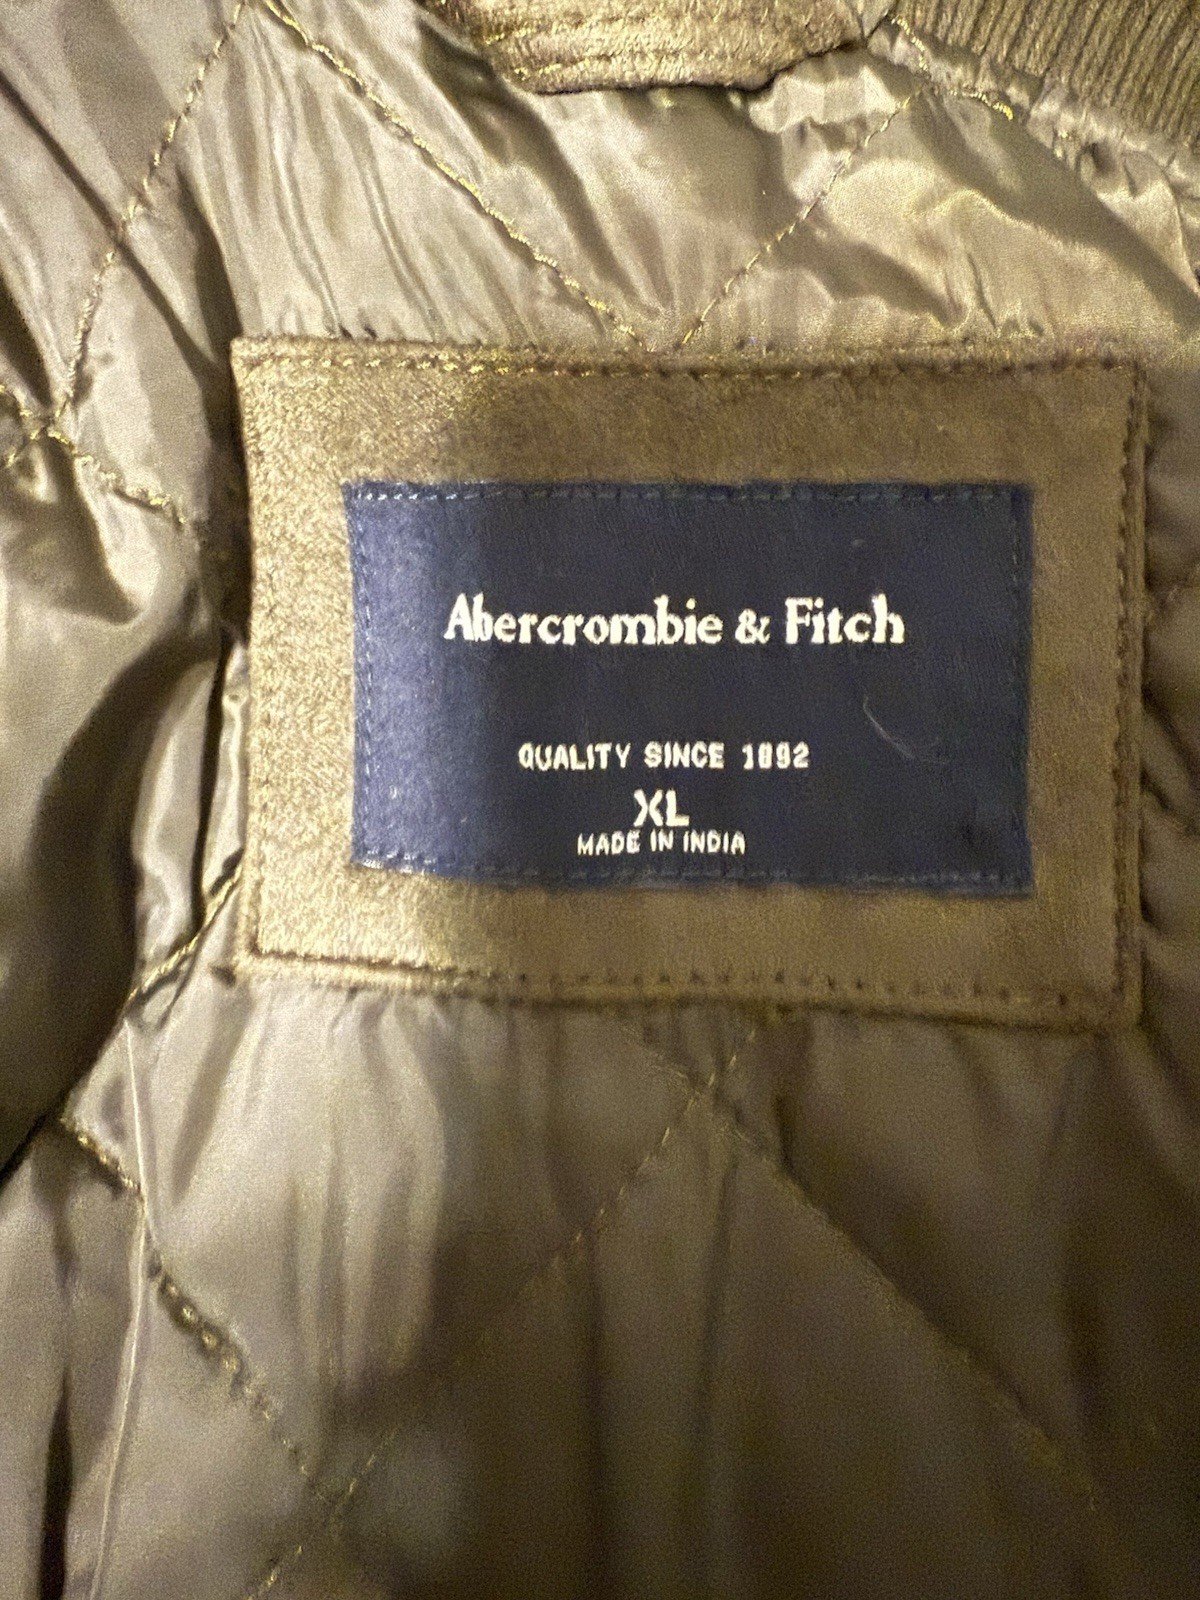 Abercrombie & Fitch
QUALITY SINCE 1892
XL
MADE IN INDIA